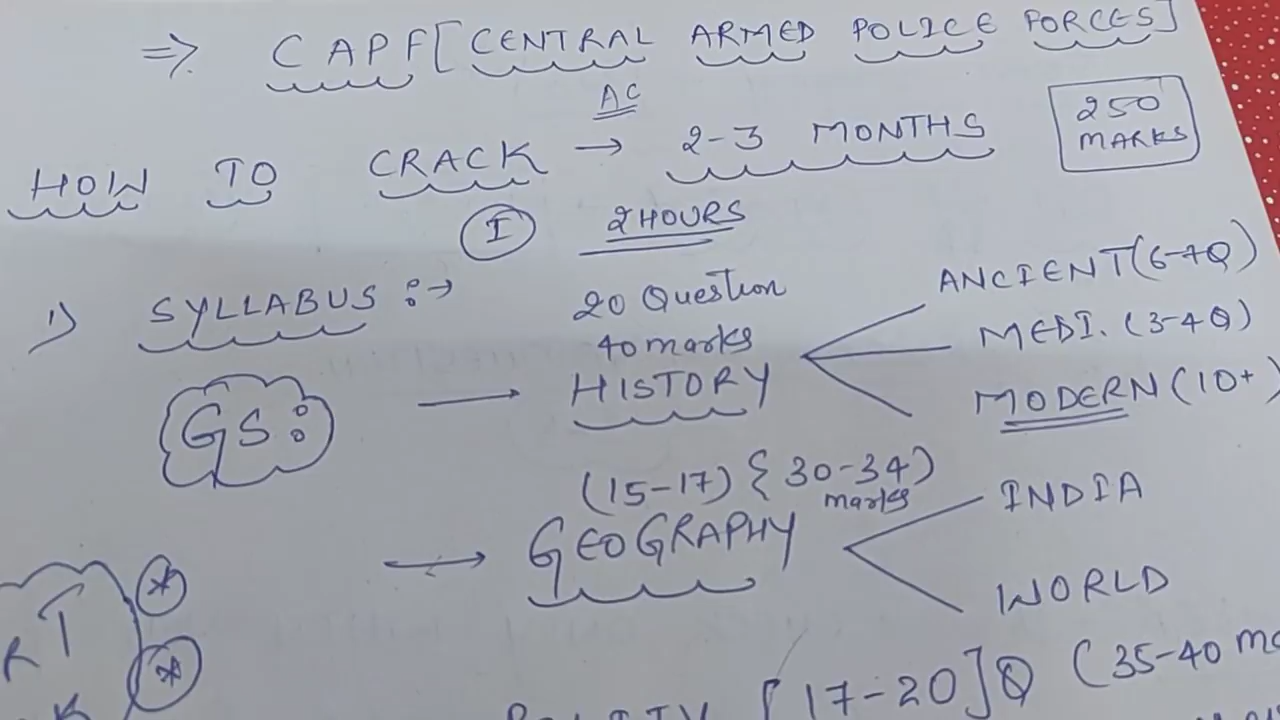 ⇒ CAPF [CENTRAL ARMED POLICE FORCES]
HOW TO CRACK AC → 2-3 MONTHS
250 MARKS
I 2 HOURS
1) SYLLABUS :→
20 Question
40 marks
GS: → HISTORY
ANCIENT (6-7Q)
MEDI. (3-4Q)
MODERN (10+
(15-17) { 30-34)
marks
→ GEOGRAPHY
INDIA
WORLD
[17-20]Q (35-40